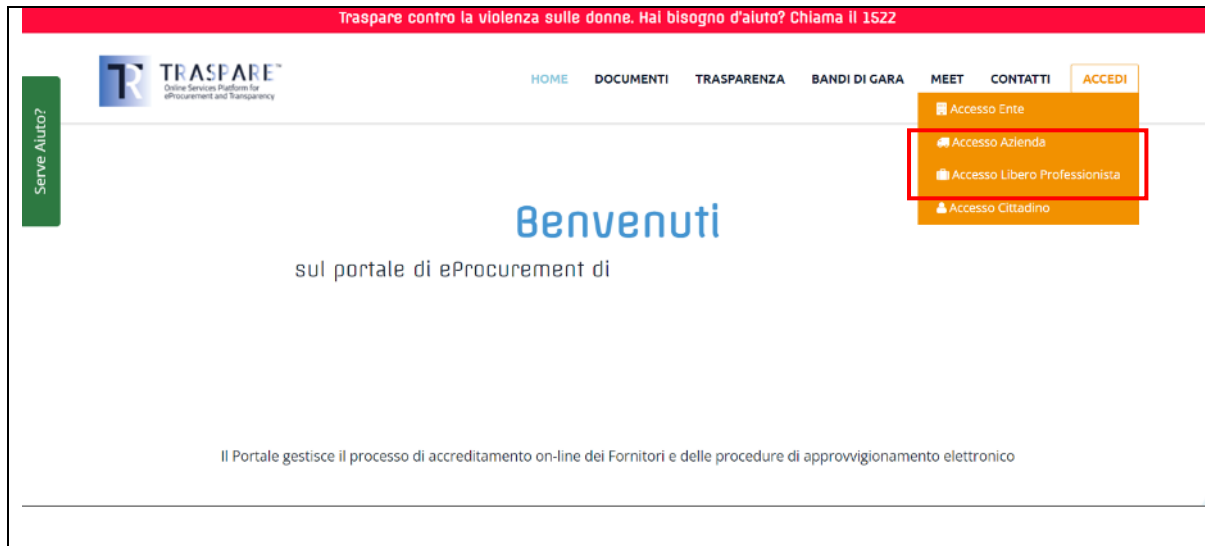 Traspare contro la violenza sulle donne. Hai bisogno d'aiuto? Chiama il 1522
TR TRASPARE™
Online Services Platform for
eProcurement and Transparency
HOME DOCUMENTI TRASPARENZA BANDI DI GARA MEET CONTATTI ACCEDI
Accesso Ente
Accesso Azienda
Accesso Libero Professionista
Accesso Cittadino
Serve Aiuto?
Benvenuti
sul portale di eProcurement di
Il Portale gestisce il processo di accreditamento on-line dei Fornitori e delle procedure di approvvigionamento elettronico